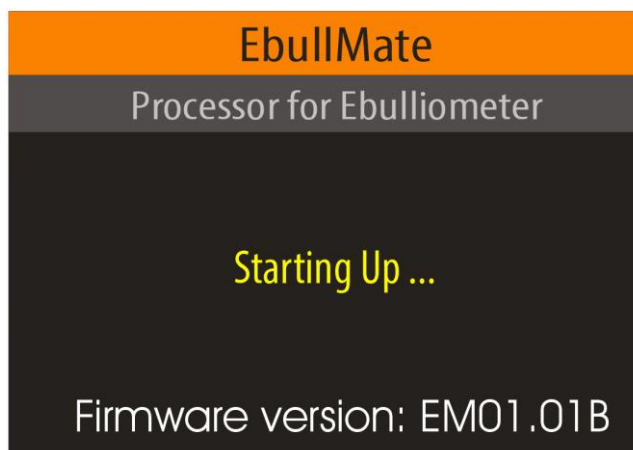 EbullMate
Processor for Ebulliometer
Starting Up ...
Firmware version: EM01.01B